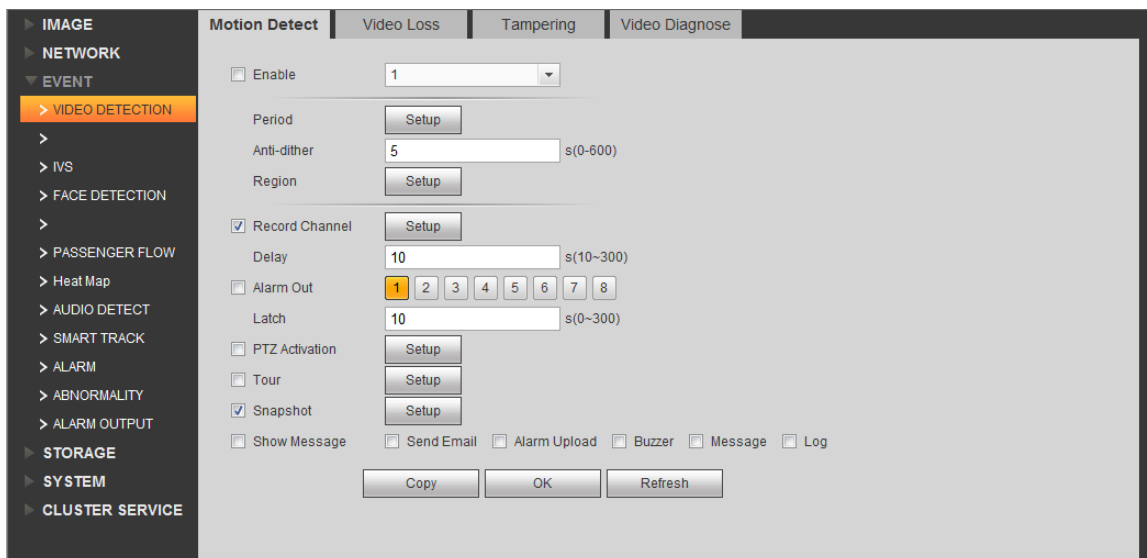 IMAGE
NETWORK
EVENT
> VIDEO DETECTION
>
> IVS
> FACE DETECTION
>
> PASSENGER FLOW
> Heat Map
> AUDIO DETECT
> SMART TRACK
> ALARM
> ABNORMALITY
> ALARM OUTPUT
STORAGE
SYSTEM
CLUSTER SERVICE
Motion Detect Video Loss Tampering Video Diagnose
Enable 1
Period Setup
Anti-dither 5 s(0-600)
Region Setup
Record Channel Setup
Delay 10 s(10~300)
Alarm Out 1 2 3 4 5 6 7 8
Latch 10 s(0~300)
PTZ Activation Setup
Tour Setup
Snapshot Setup
Show Message Send Email Alarm Upload Buzzer Message Log
Copy OK Refresh